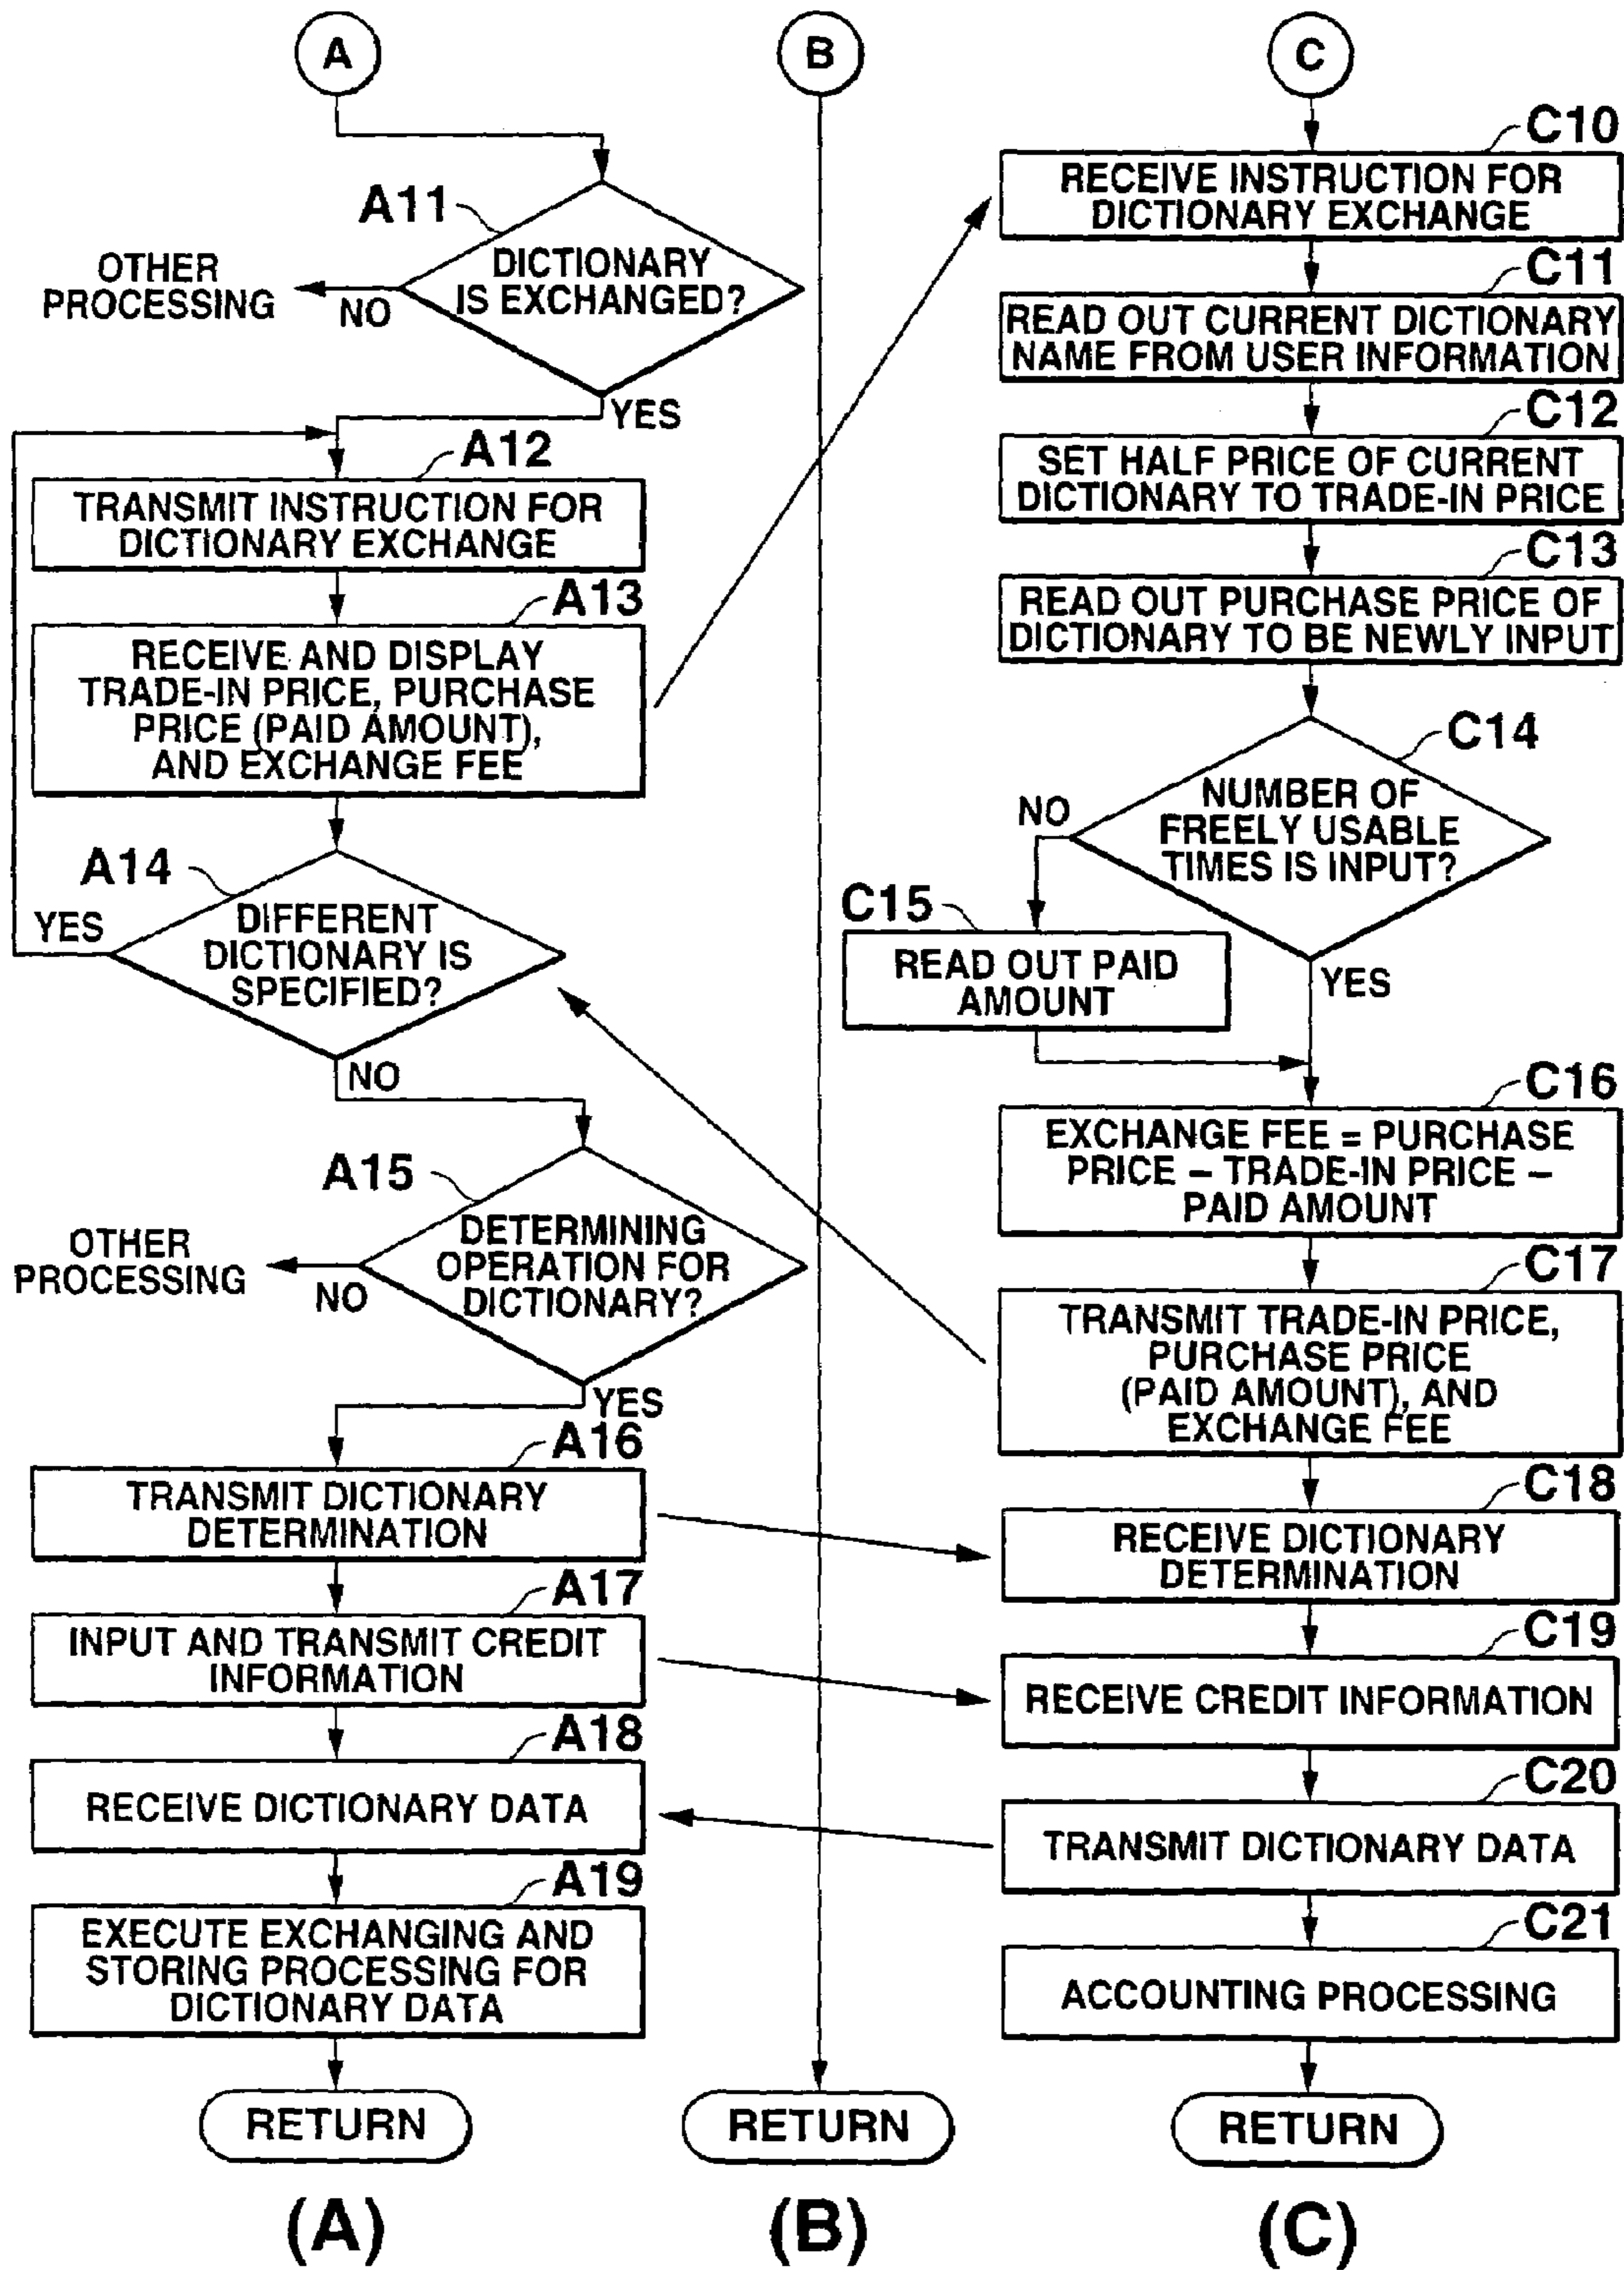 A
A11
DICTIONARY
IS EXCHANGED?
OTHER
PROCESSING
NO
YES
A12
TRANSMIT INSTRUCTION FOR
DICTIONARY EXCHANGE
A13
RECEIVE AND DISPLAY
TRADE-IN PRICE, PURCHASE
PRICE (PAID AMOUNT),
AND EXCHANGE FEE
A14
YES
DIFFERENT
DICTIONARY IS
SPECIFIED?
NO
A15
DETERMINING
OPERATION FOR
DICTIONARY?
OTHER
PROCESSING
NO
YES
A16
TRANSMIT DICTIONARY
DETERMINATION
A17
INPUT AND TRANSMIT CREDIT
INFORMATION
A18
RECEIVE DICTIONARY DATA
A19
EXECUTE EXCHANGING AND
STORING PROCESSING FOR
DICTIONARY DATA
RETURN
(A)
B
RETURN
(B)
C
C10
RECEIVE INSTRUCTION FOR
DICTIONARY EXCHANGE
C11
READ OUT CURRENT DICTIONARY
NAME FROM USER INFORMATION
C12
SET HALF PRICE OF CURRENT
DICTIONARY TO TRADE-IN PRICE
C13
READ OUT PURCHASE PRICE OF
DICTIONARY TO BE NEWLY INPUT
C14
NUMBER OF
FREELY USABLE
TIMES IS INPUT?
NO
C15
READ OUT PAID
AMOUNT
YES
C16
EXCHANGE FEE = PURCHASE
PRICE – TRADE-IN PRICE –
PAID AMOUNT
C17
TRANSMIT TRADE-IN PRICE,
PURCHASE PRICE
(PAID AMOUNT), AND
EXCHANGE FEE
C18
RECEIVE DICTIONARY
DETERMINATION
C19
RECEIVE CREDIT INFORMATION
C20
TRANSMIT DICTIONARY DATA
C21
ACCOUNTING PROCESSING
RETURN
(C)